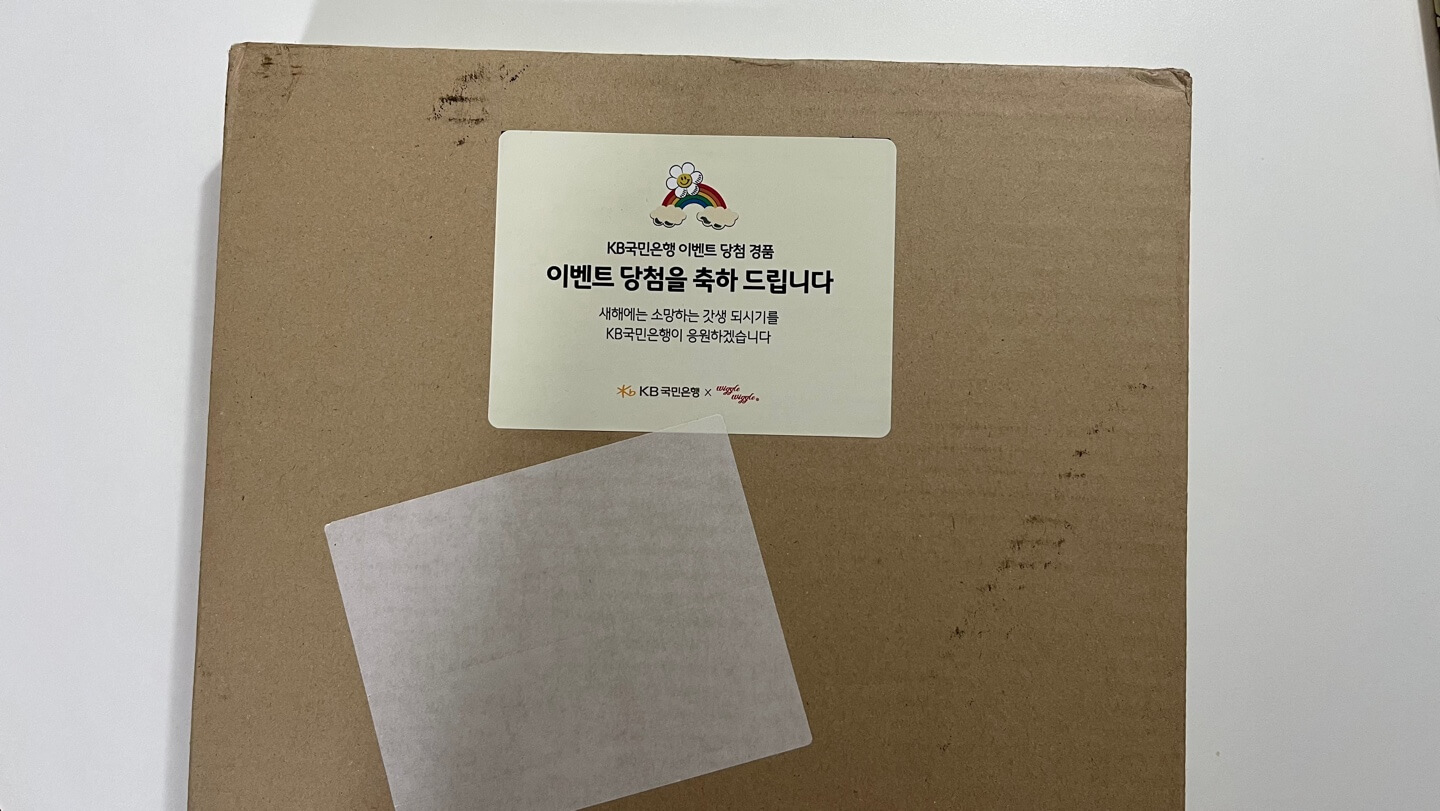 KB국민은행 이벤트 당첨 경품
이벤트 당첨을 축하 드립니다
새해에는 소망하는 갓생 되시기를
KB국민은행이 응원하겠습니다
KB 국민은행 x wiggle wiggle